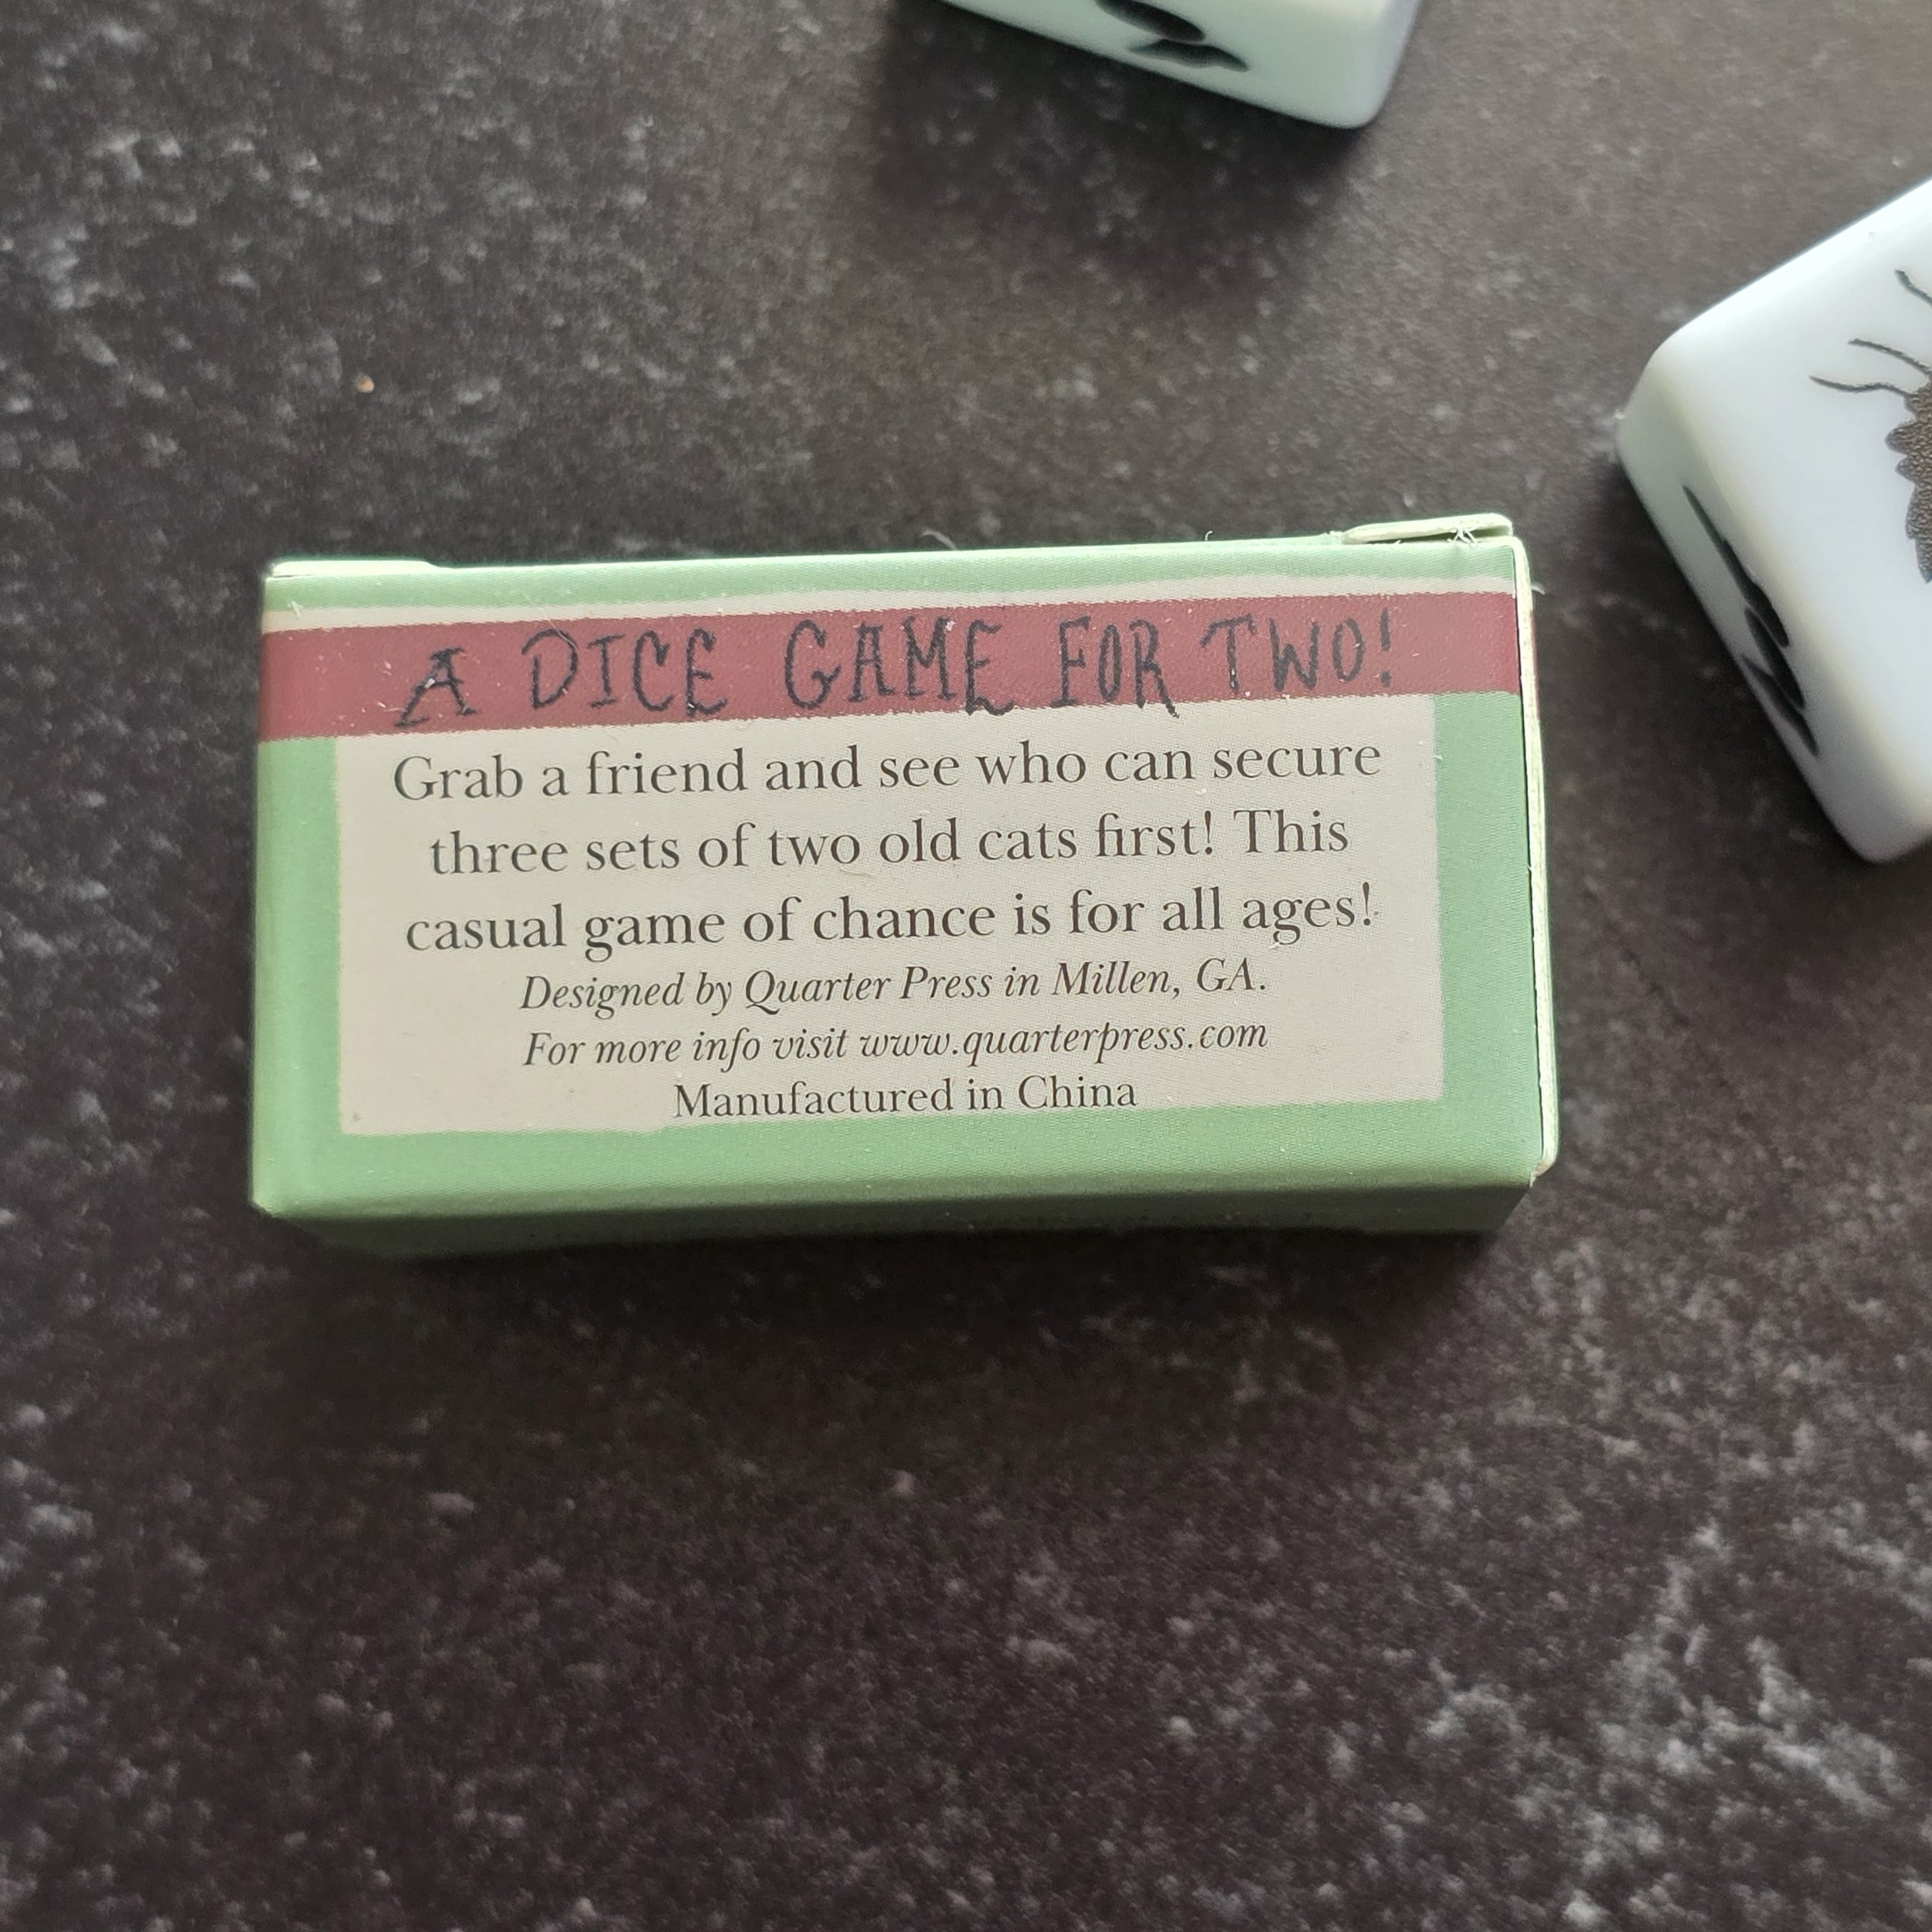 A DICE GAME FOR TWO!
Grab a friend and see who can secure
three sets of two old cats first! This
casual game of chance is for all ages!
Designed by Quarter Press in Millen, GA.
For more info visit www.quarterpress.com
Manufactured in China